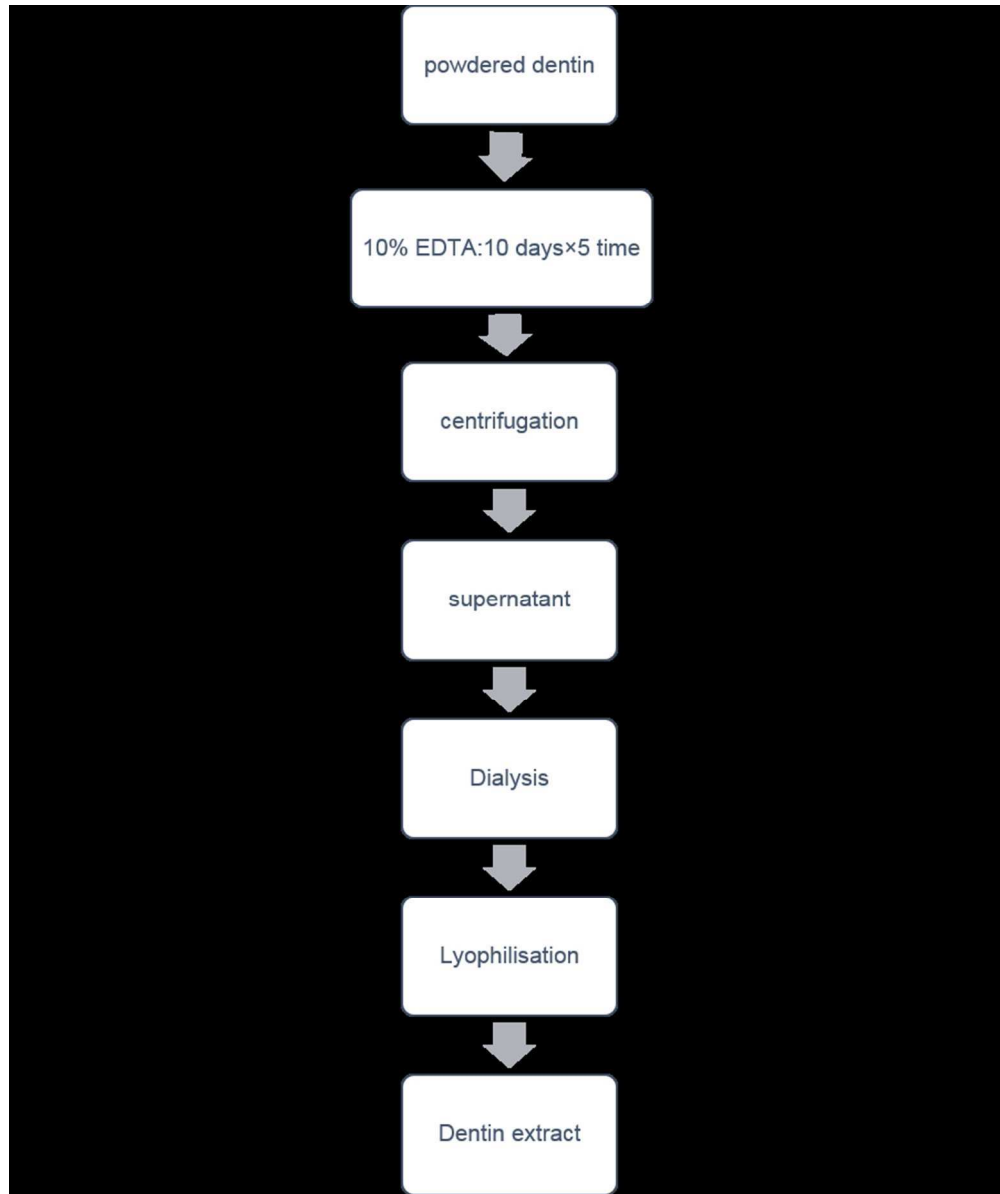 powdered dentin
10% EDTA:10 days×5 time
centrifugation
supernatant
Dialysis
Lyophilisation
Dentin extract